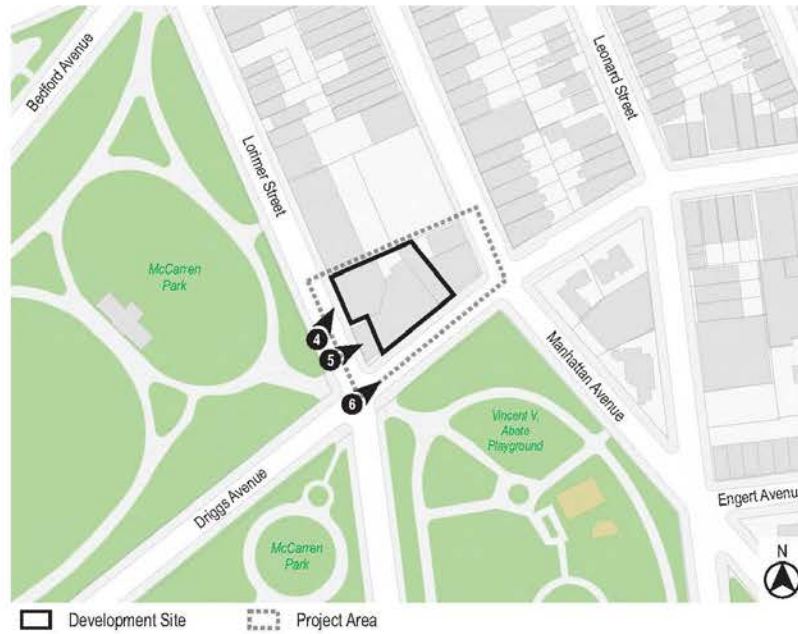 Bedford Avenue
Leonard Street
Lorimer Street
McCarren
Park
4
5
6
Manhattan Avenue
Vincent V.
Abate
Playground
Driggs Avenue
Engert Avenu
McCarren
Park
N
Development Site
Project Area